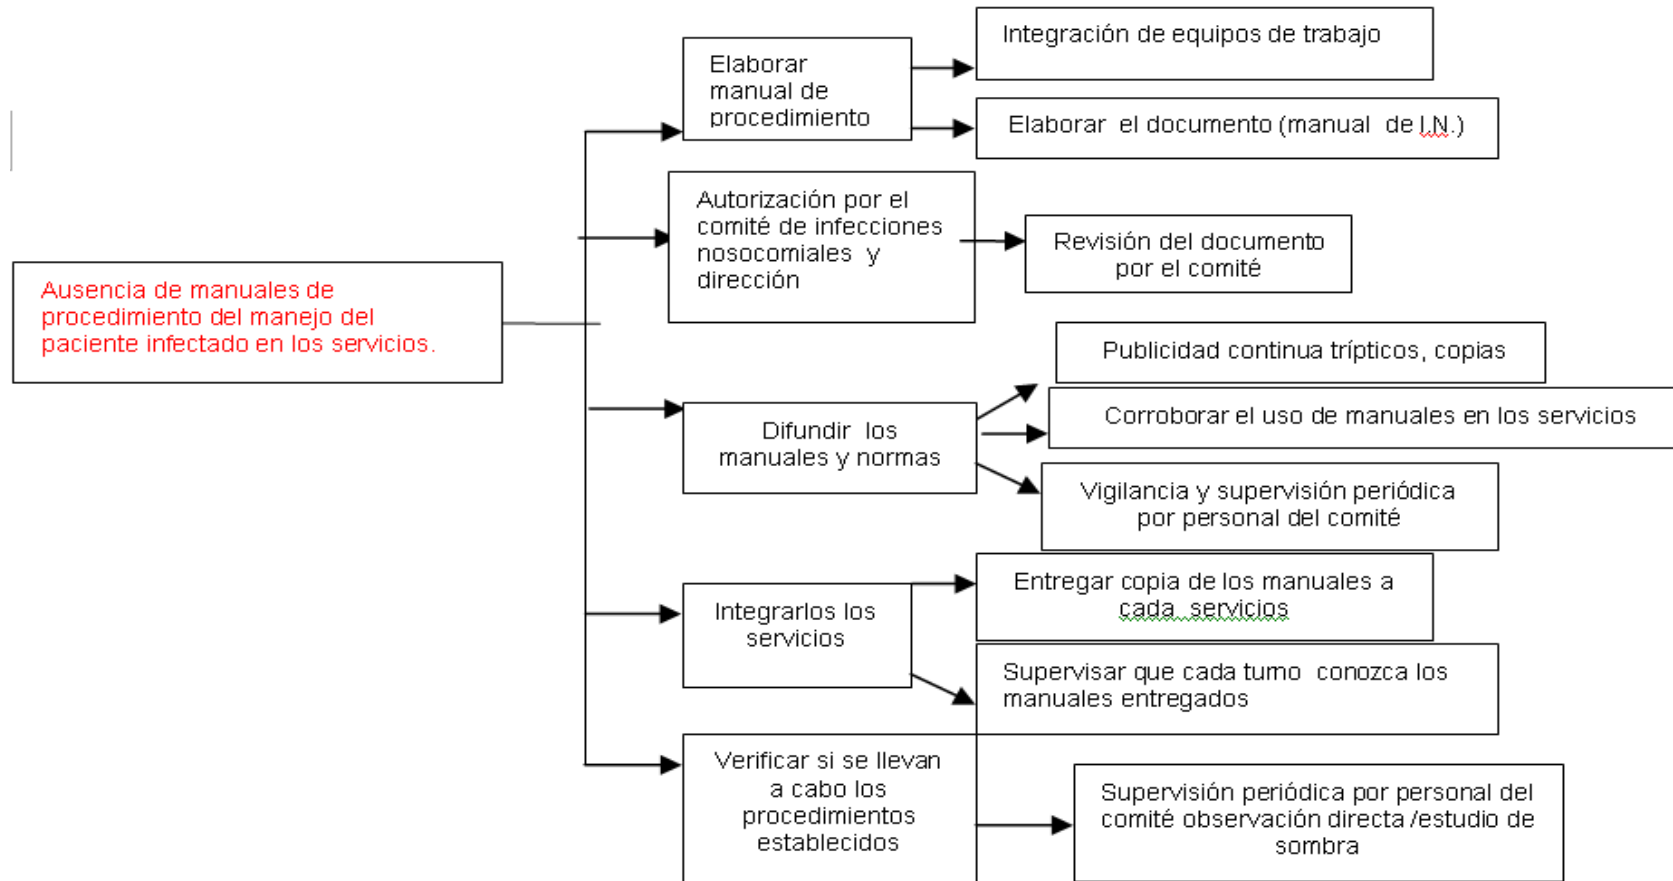 Ausencia de manuales de
procedimiento del manejo del
paciente infectado en los servicios.
Elaborar
manual de
procedimiento
Integración de equipos de trabajo
Elaborar el documento (manual de I.N.)
Autorización por el
comité de infecciones
nosocomiales y
dirección
Revisión del documento
por el comité
Difundir los
manuales y normas
Publicidad continua trípticos, copias
Corroborar el uso de manuales en los servicios
Vigilancia y supervisión periódica
por personal del comité
Integrarlos los
servicios
Entregar copia de los manuales a
cada servicios
Supervisar que cada turno conozca los
manuales entregados
Verificar si se llevan
a cabo los
procedimientos
establecidos
Supervisión periódica por personal del
comité observación directa /estudio de
sombra